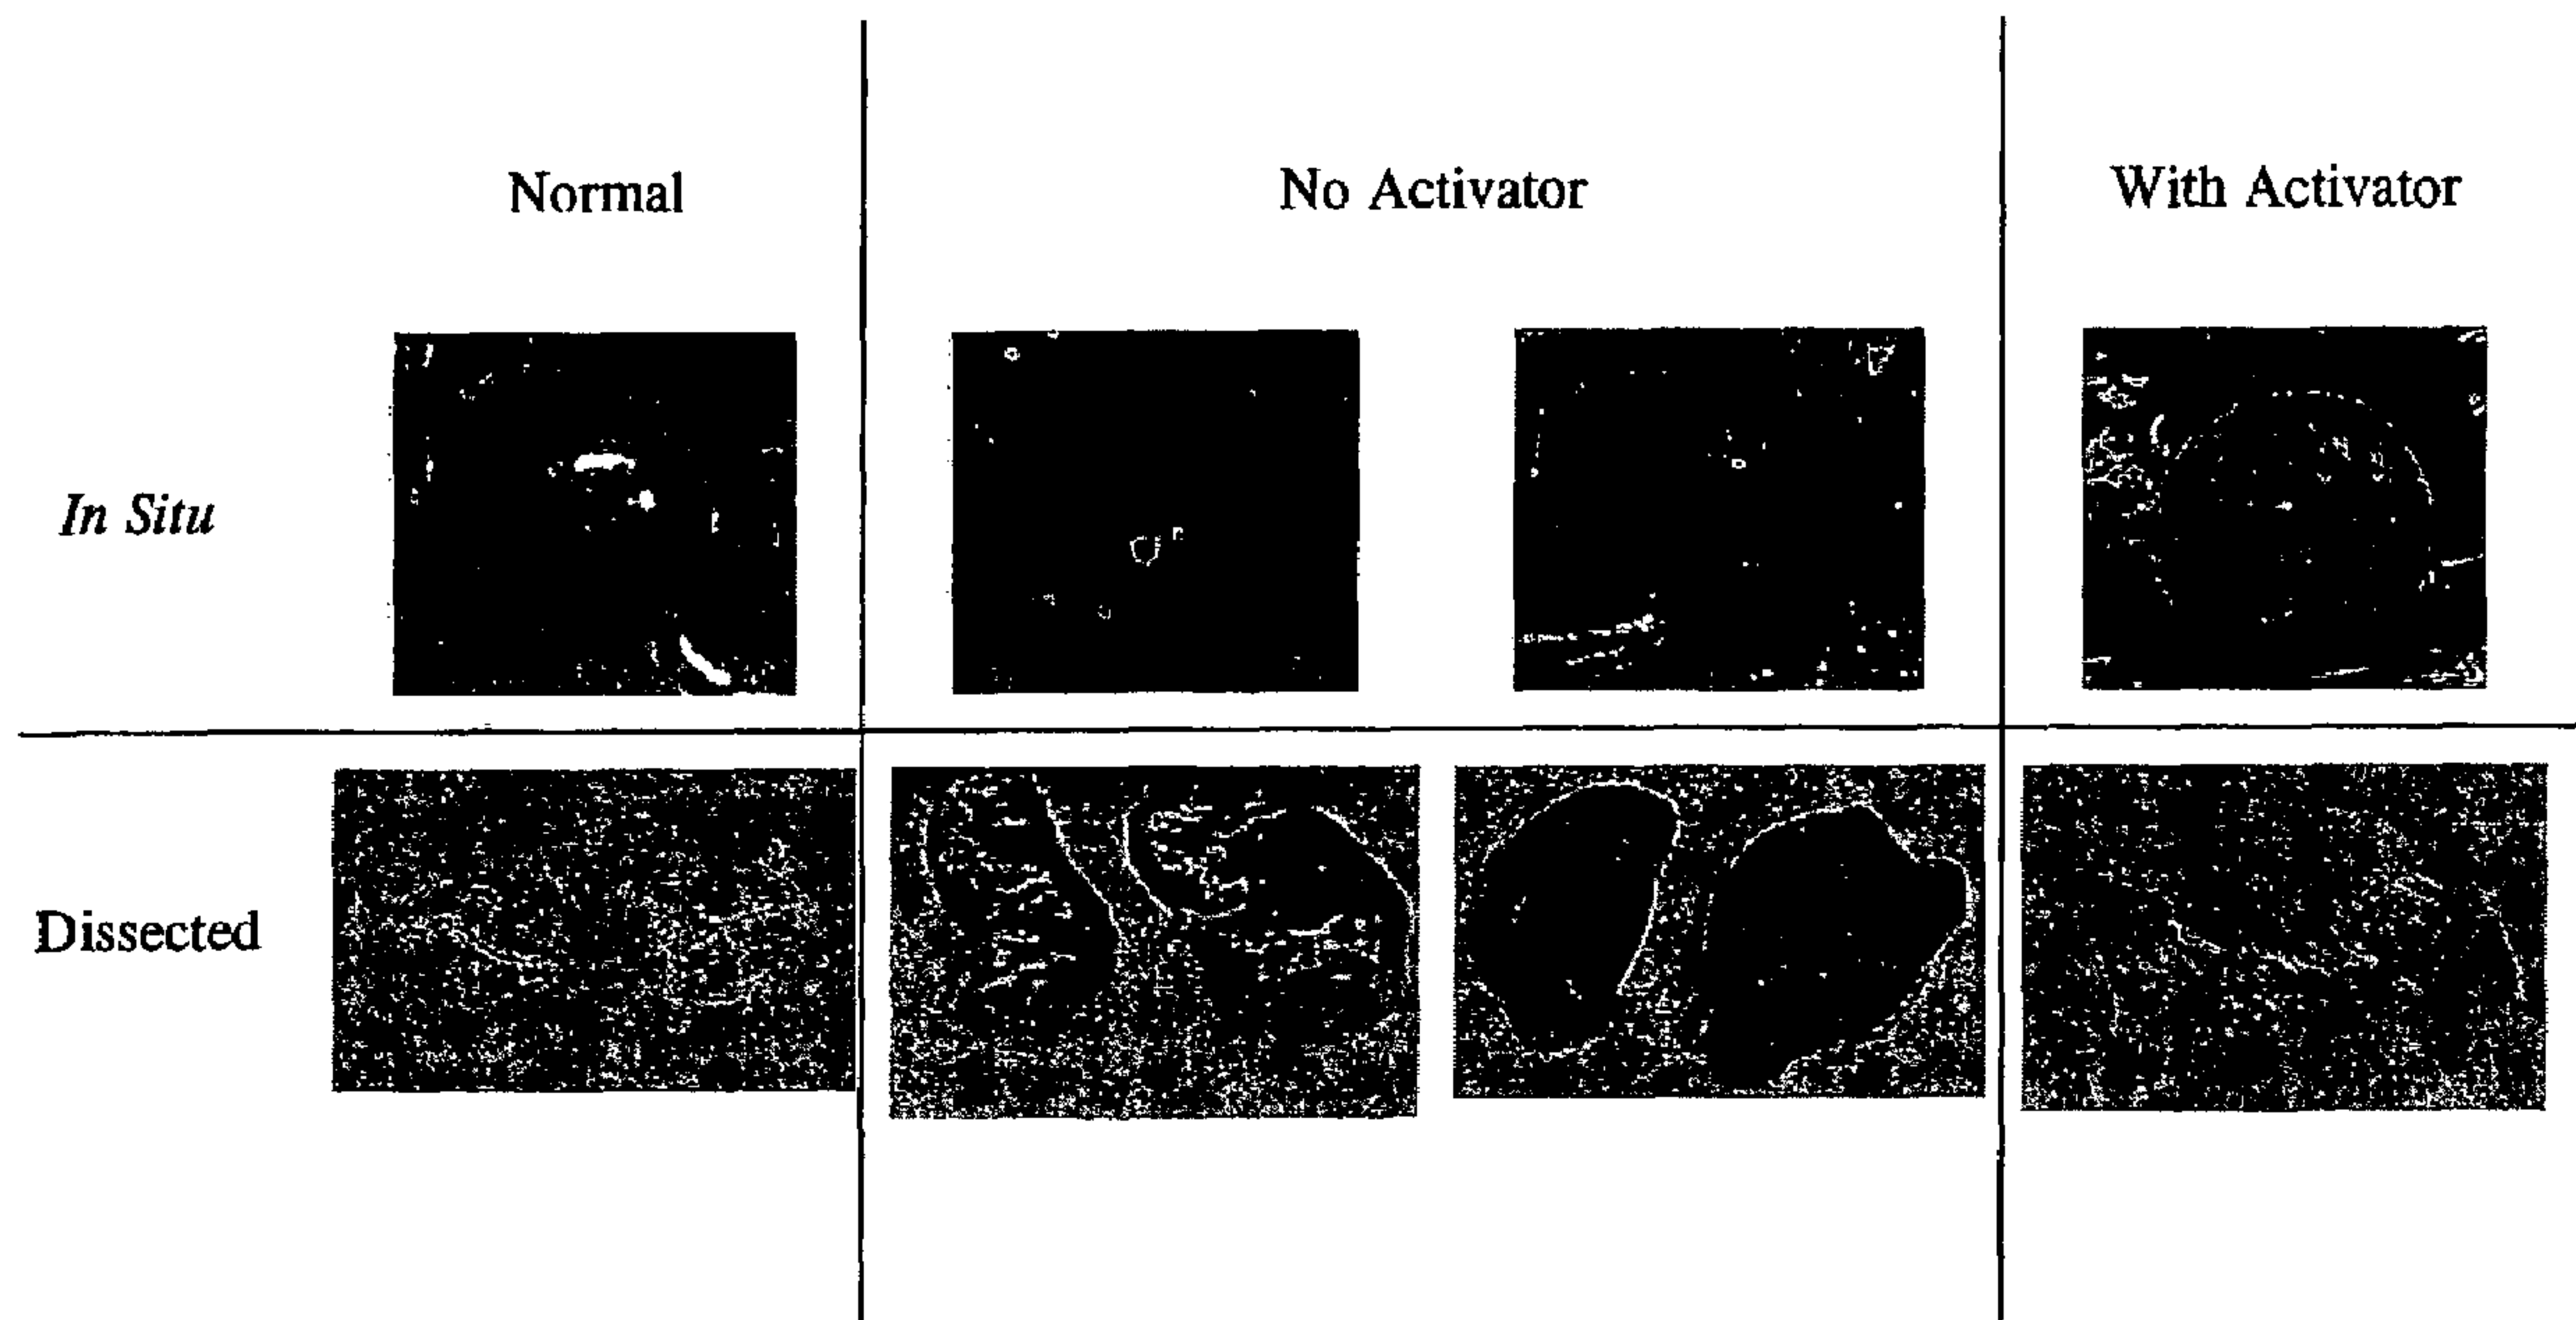 Normal
No Activator
With Activator
In Situ
Dissected